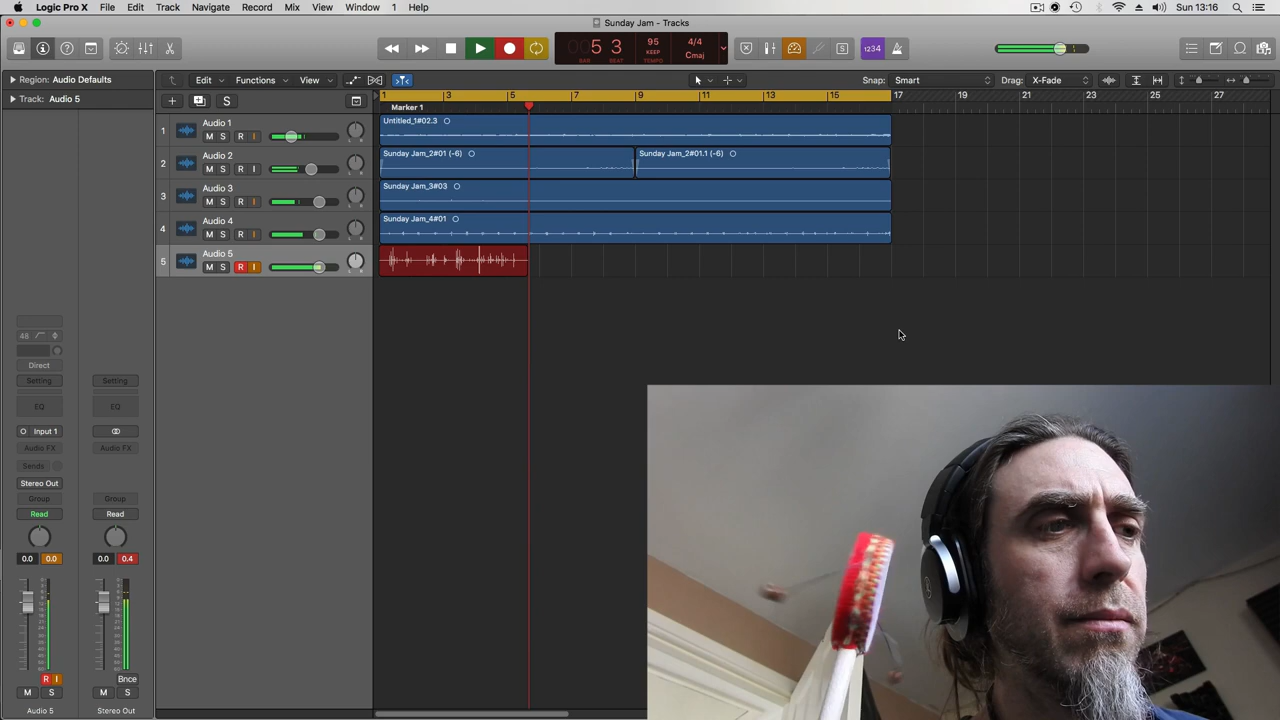 Logic Pro X File Edit Track Navigate Record Mix View Window 1 Help Sun 13:16
Sunday Jam - Tracks
5 3 95 4/4
KEEP Cmaj
BAR BEAT TEMPO
1234
Region: Audio Defaults
Track: Audio 5
Edit Functions View Snap: Smart Drag: X-Fade
1 3 5 7 9 11 13 15 17 19 21 23 25 27
Marker 1
1 Audio 1 M S R I
Untitled_1#02.3
2 Audio 2 M S R I
Sunday Jam_2#01 (-6) Sunday Jam_2#01.1 (-6)
3 Audio 3 M S R I
Sunday Jam_3#03
4 Audio 4 M S R I
Sunday Jam_4#01
5 Audio 5 M S R I
48
Direct
Setting Setting
EQ EQ
Input 1
Audio FX Audio FX
Sends
Stereo Out
Group Group
Read Read
0.0 0.0 0.0 0.4
R I Bnce
M S M S
Audio 5 Stereo Out